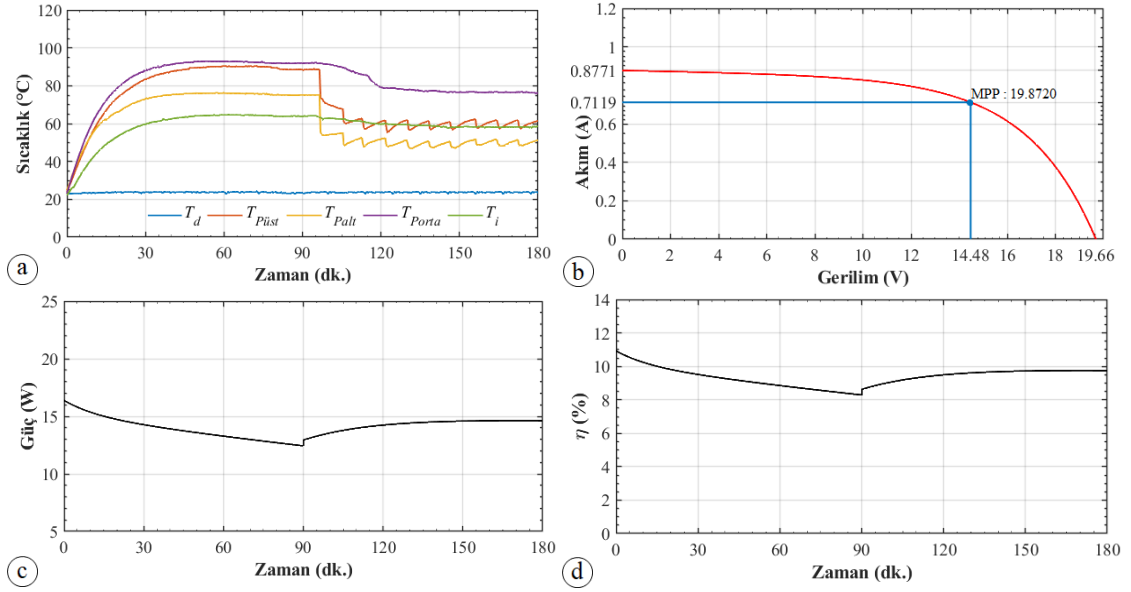 120
100
80
60
40
20
0
Sıcaklık (°C)
T_d T_Püst T_Palt T_Porta T_i
0 30 60 90 120 150 180
Zaman (dk.)
a
1.2
1
0.8771
0.7119
0.6
0.4
0.2
0
Akım (A)
MPP : 19.8720
0 2 4 6 8 10 12 14.48 16 18 19.66
Gerilim (V)
b
25
20
15
10
5
Güç (W)
0 30 60 90 120 150 180
Zaman (dk.)
c
14
12
10
8
6
4
2
0
η (%)
0 30 60 90 120 150 180
Zaman (dk.)
d